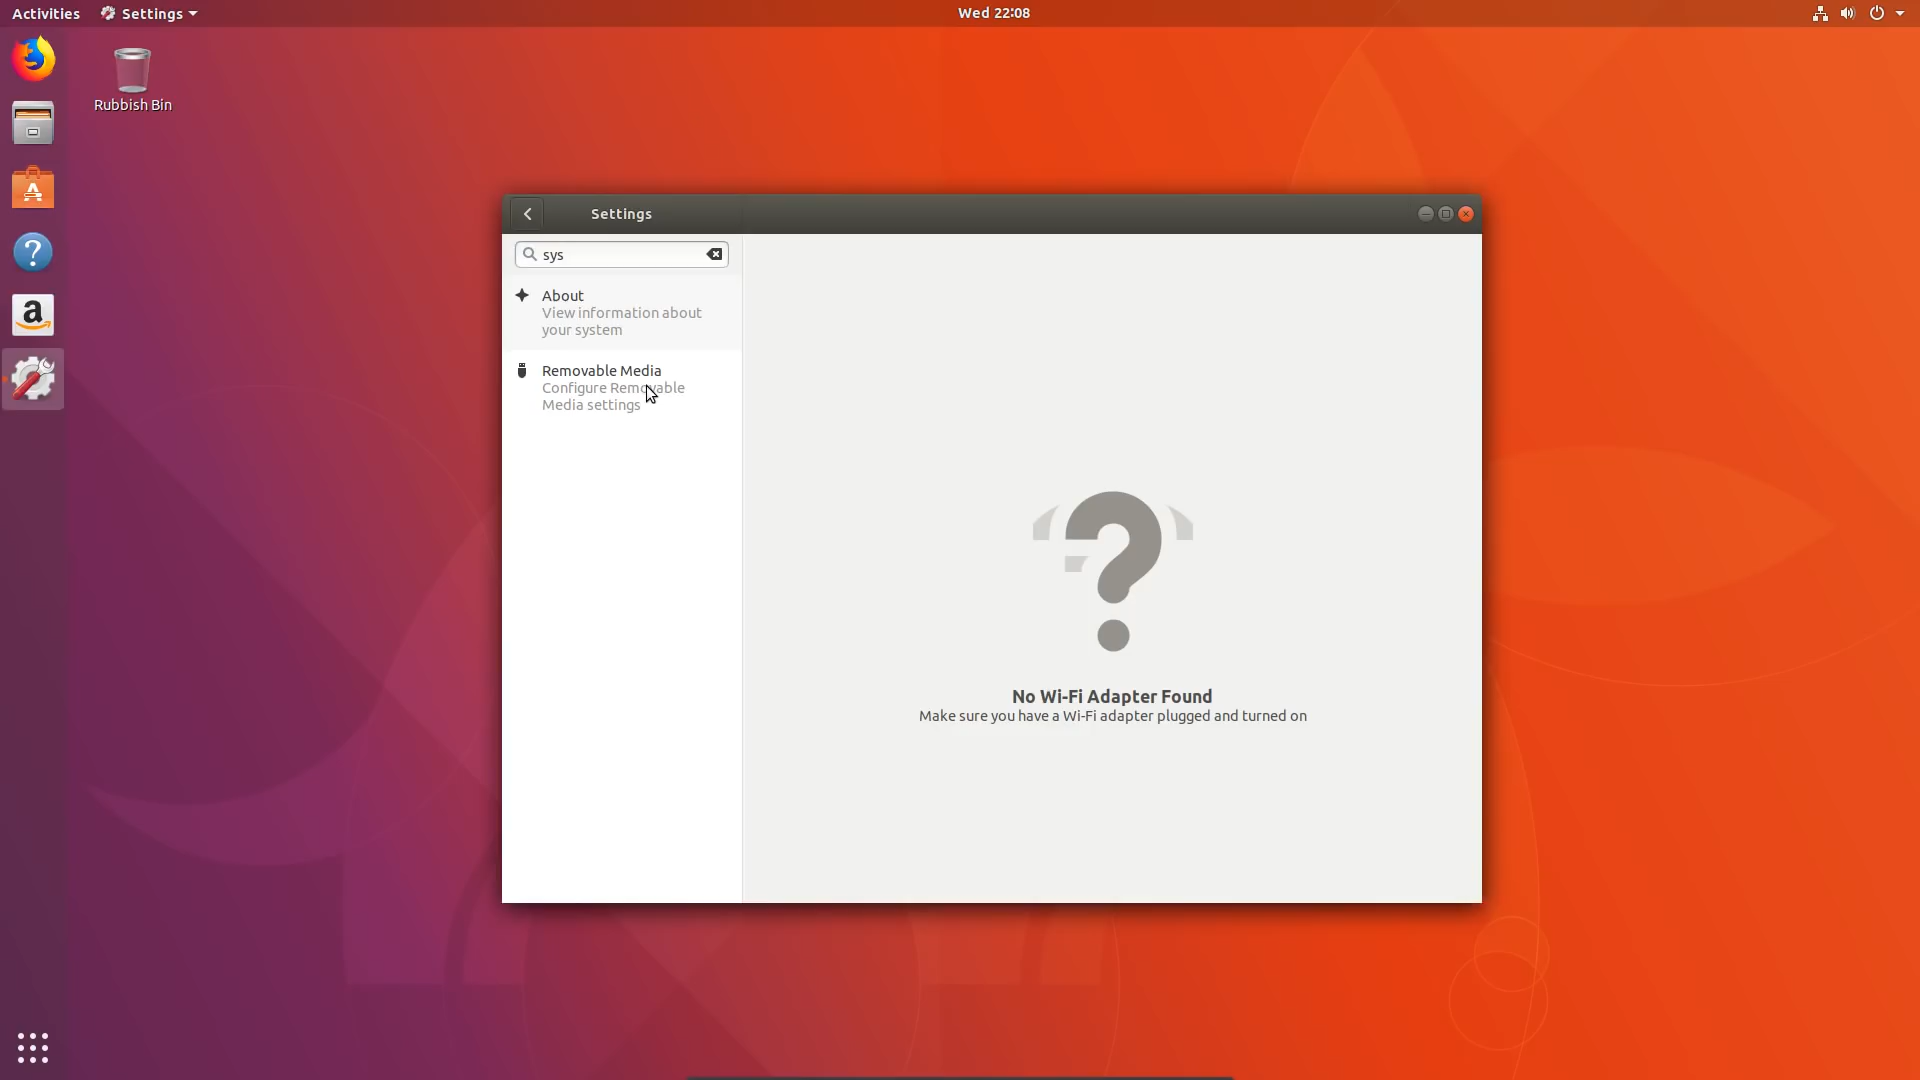 Activities
Settings
Wed 22:08
Rubbish Bin
Settings
sys
About
View information about
your system
Removable Media
Configure Removable
Media settings
No Wi-Fi Adapter Found
Make sure you have a Wi-Fi adapter plugged and turned on